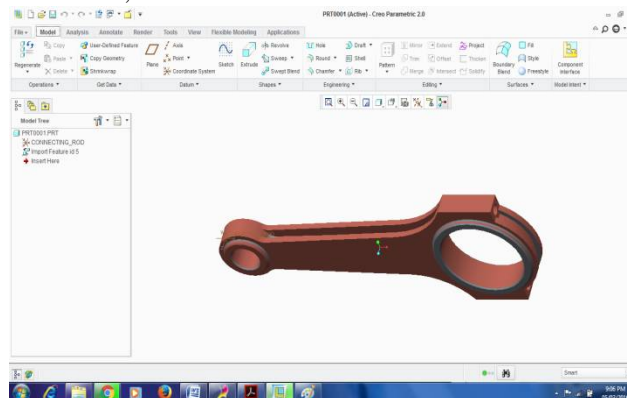 PRT0001 (Active) - Creo Parametric 2.0
File Model Analysis Annotate Render Tools View Flexible Modeling Applications
Regenerate
Copy
Paste
Delete
User-Defined Feature
Copy Geometry
Shrinkwrap
Plane
Axis
Point
Coordinate System
Sketch
Extrude
Revolve
Sweep
Swept Blend
Hole
Round
Chamfer
Draft
Shell
Rib
Pattern
Mirror
Trim
Merge
Extend
Offset
Intersect
Project
Thicken
Solidify
Boundary
Blend
Fill
Style
Freestyle
Component
Interface
Operations Get Data Datum Shapes Engineering Editing Surfaces Model Intent
Model Tree
PRT0001.PRT
CONNECTING_ROD
Import Feature id 5
Insert Here
Smart
9:06 PM